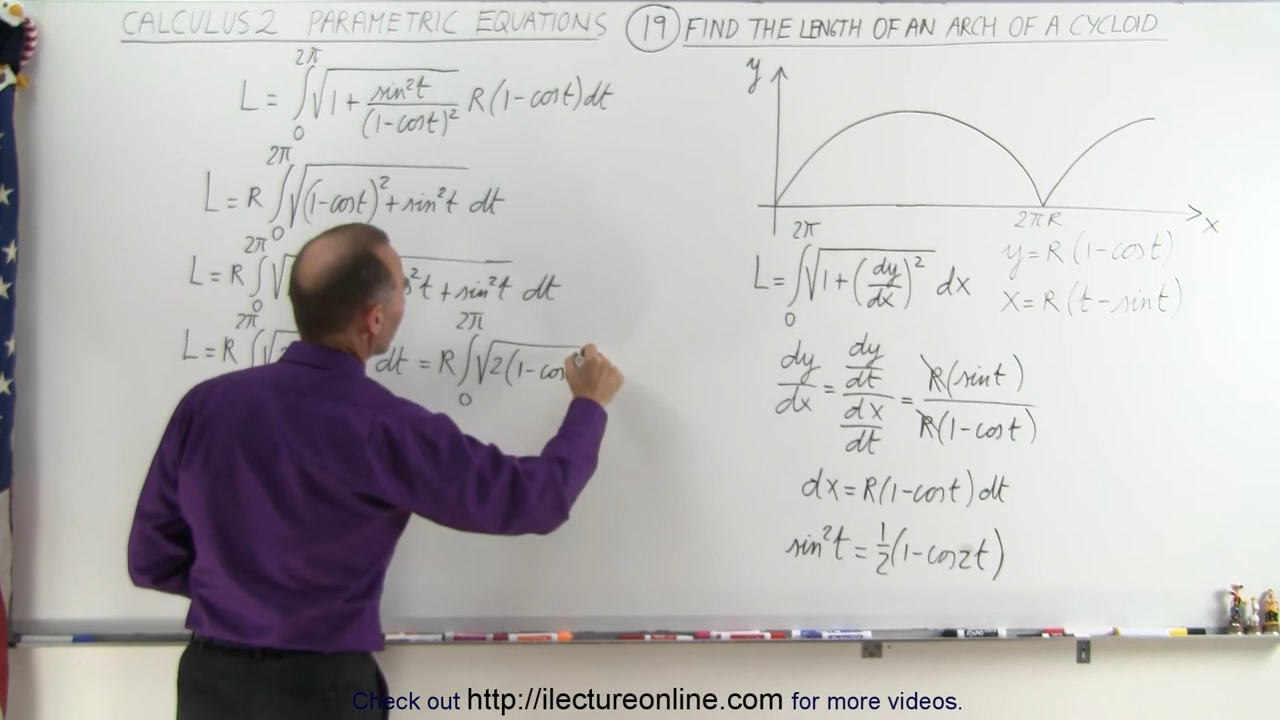 CALCULUS 2 PARAMETRIC EQUATIONS (19) FIND THE LENGTH OF AN ARCH OF A CYCLOID
L = ∫₀^2π √(1 + sin²t/(1-cost)²) R(1-cost)dt
L = R ∫₀^2π √((1-cost)² + sin²t) dt
L = R ∫₀^2π √ s²t + sin²t dt
L = R ∫^2π √2 dt = R ∫₀^2π √2(1-cos
y
x
2πR
L = ∫₀^2π √(1 + (dy/dx)²) dx
y = R(1-cost)
x = R(t-sint)
dy/dx = (dy/dt)/(dx/dt) = R(sint)/R(1-cost)
dx = R(1-cost)dt
sin²t = 1/2(1-cos2t)
Check out http://ilectureonline.com for more videos.